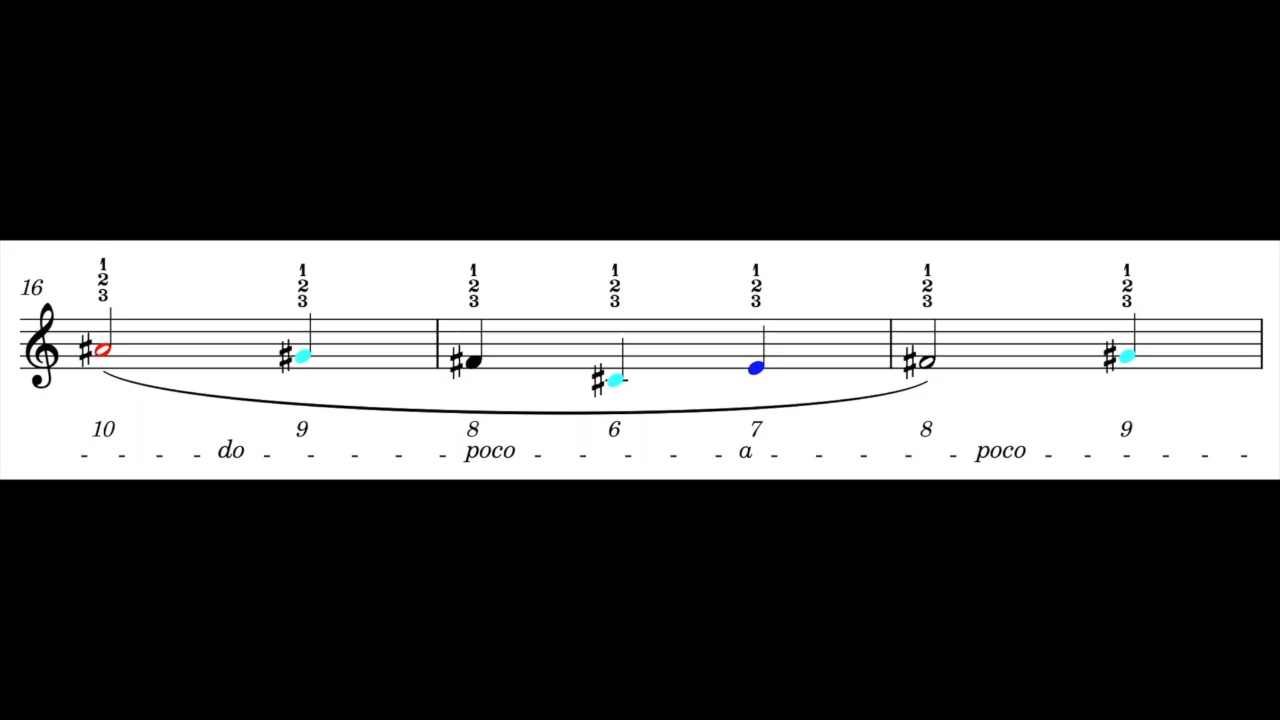 1 1 1 1 1 1 1
2 2 2 2 2 2 2
16 3 3 3 3 3 3 3
10 9 8 6 7 8 9
- - - do - - - - - poco - - - - a - - - - - poco - - - - -